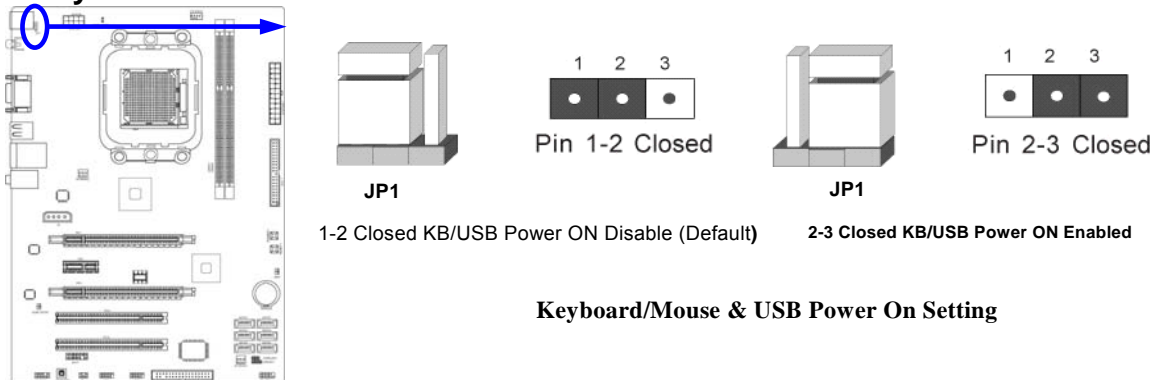 1 2 3
Pin 1-2 Closed
JP1
1-2 Closed KB/USB Power ON Disable (Default)
1 2 3
Pin 2-3 Closed
JP1
2-3 Closed KB/USB Power ON Enabled
Keyboard/Mouse & USB Power On Setting